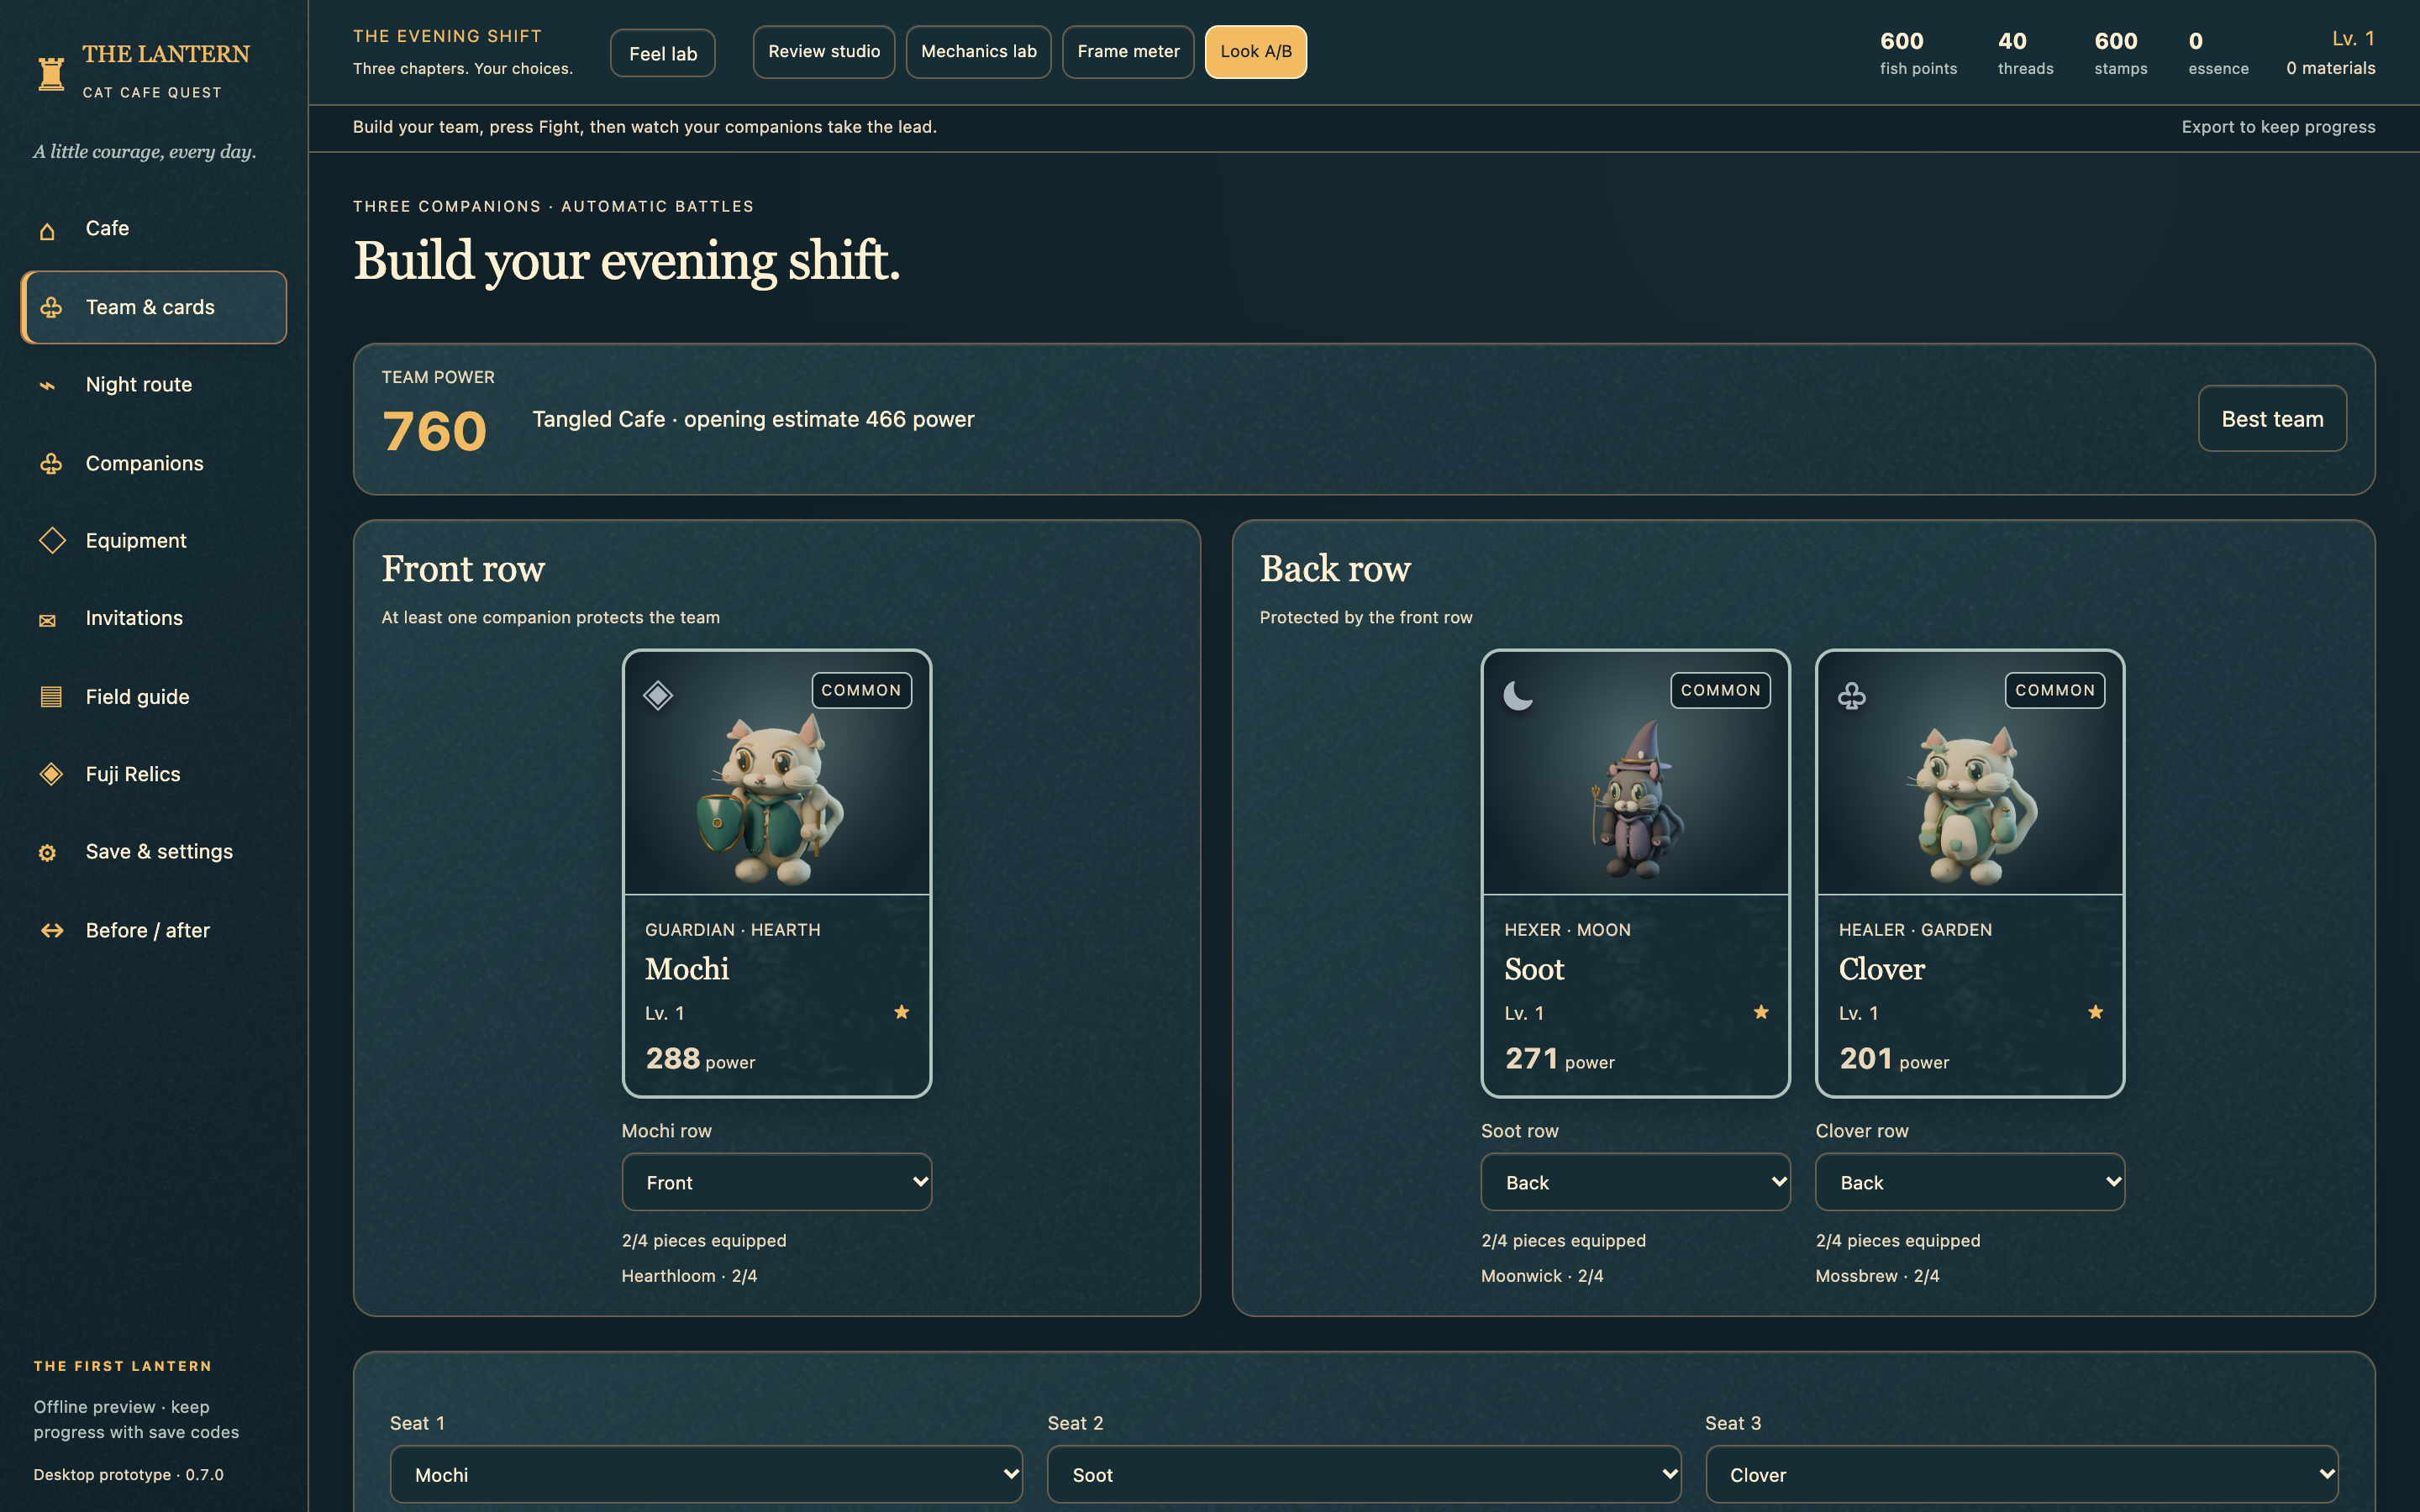 THE LANTERN
CAT CAFE QUEST
A little courage, every day.
Cafe
Team & cards
Night route
Companions
Equipment
Invitations
Field guide
Fuji Relics
Save & settings
Before / after
THE FIRST LANTERN
Offline preview · keep
progress with save codes
Desktop prototype · 0.7.0
THE EVENING SHIFT
Three chapters. Your choices.
Feel lab
Review studio
Mechanics lab
Frame meter
Look A/B
600
fish points
40
threads
600
stamps
0
essence
Lv. 1
0 materials
Build your team, press Fight, then watch your companions take the lead.
Export to keep progress
THREE COMPANIONS · AUTOMATIC BATTLES
Build your evening shift.
TEAM POWER
760
Tangled Cafe · opening estimate 466 power
Best team
Front row
At least one companion protects the team
COMMON
GUARDIAN · HEARTH
Mochi
Lv. 1
288 power
Mochi row
Front
2/4 pieces equipped
Hearthloom · 2/4
Back row
Protected by the front row
COMMON
HEXER · MOON
Soot
Lv. 1
271 power
Soot row
Back
2/4 pieces equipped
Moonwick · 2/4
COMMON
HEALER · GARDEN
Clover
Lv. 1
201 power
Clover row
Back
2/4 pieces equipped
Mossbrew · 2/4
Seat 1
Mochi
Seat 2
Soot
Seat 3
Clover